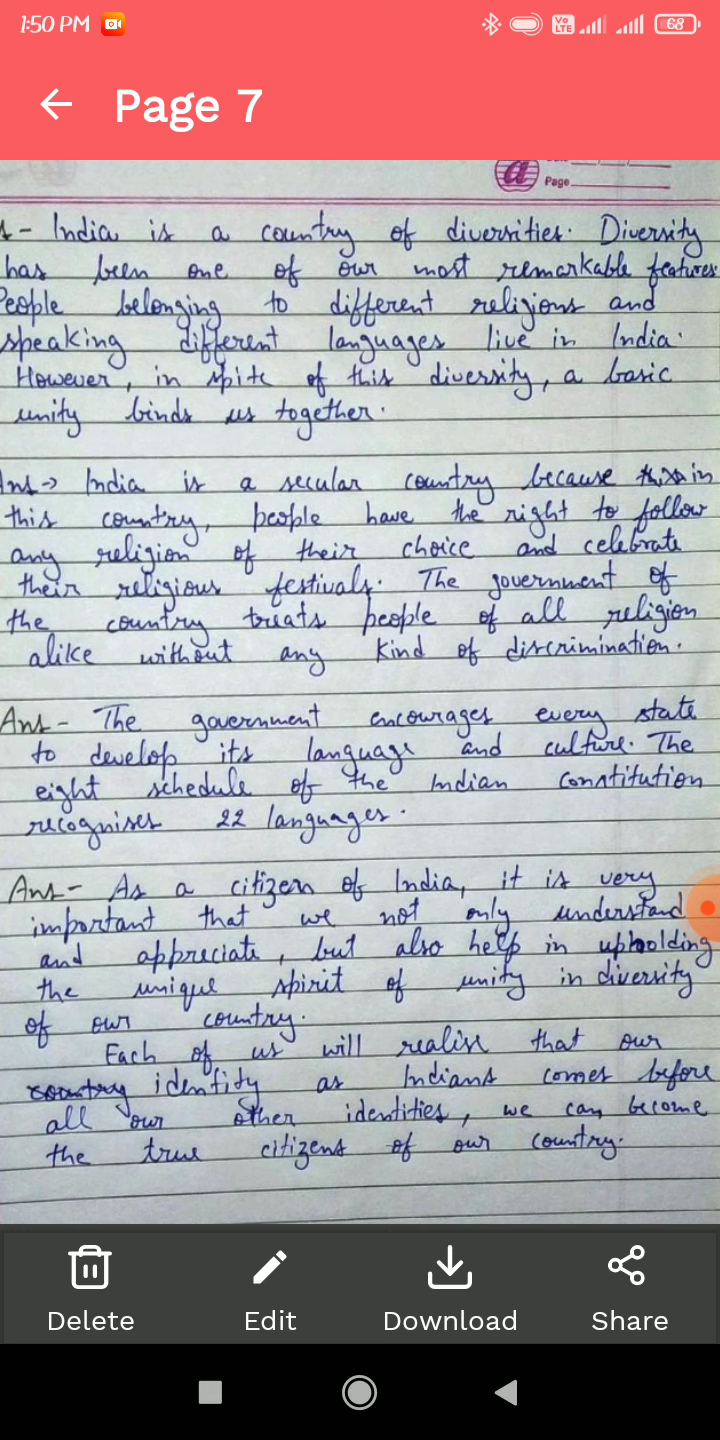 1:50 PM
Vo LTE
68
Page 7
a
Page
s- India is a country of diversities. Diversity
has been one of our most remarkable features
People belonging to different religions and
speaking different languages live in India.
However, in spite of this diversity, a basic
unity binds us together.
Ans→ India is a secular country because in
this country, people have the right to follow
any religion of their choice and celebrate
their religious festivals. The government of
the country treats people of all religion
alike without any kind of discrimination.
Ans- The government encourages every state
to develop its language and culture. The
eight schedule of the Indian constitution
recognises 22 languages.
Ans- As a citizen of India, it is very
important that we not only understand
and appreciate, but also help in upholding
the unique spirit of unity in diversity
of our country.
Each of us will realise that our
country identity as Indians comes before
all our other identities, we can become
the true citizens of our country.
Delete Edit Download Share